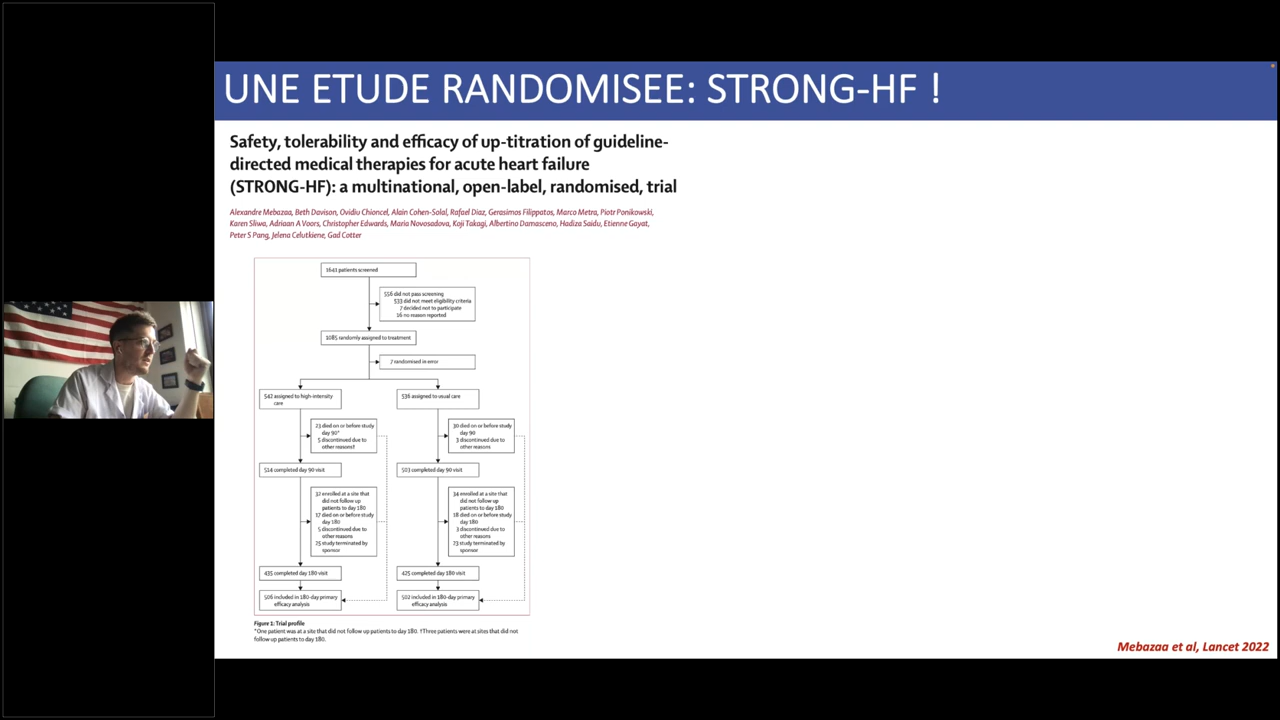 UNE ETUDE RANDOMISEE: STRONG-HF !
Safety, tolerability and efficacy of up-titration of guideline-
directed medical therapies for acute heart failure
(STRONG-HF): a multinational, open-label, randomised, trial
Alexandre Mebazaa, Beth Davison, Ovidiu Chioncel, Alain Cohen-Solal, Rafael Diaz, Gerasimos Filippatos, Marco Metra, Piotr Ponikowski,
Karen Sliwa, Adriaan A Voors, Christopher Edwards, Maria Novosadova, Koji Takagi, Albertino Damasceno, Hadiza Saidu, Etienne Gayat,
Peter S Pang, Jelena Celutkiene, Gad Cotter
1641 patients screened
556 did not pass screening
533 did not meet eligibility criteria
7 decided not to participate
16 no reason reported
1085 randomly assigned to treatment
7 randomised in error
542 assigned to high-intensity
care
536 assigned to usual care
23 died on or before study
day 90*
5 discontinued due to
other reasons†
30 died on or before study
day 90
3 discontinued due to
other reasons
514 completed day 90 visit
503 completed day 90 visit
32 enrolled at a site that
did not follow up
patients to day 180
17 died on or before study
day 180
5 discontinued due to
other reasons
25 study terminated by
sponsor
34 enrolled at a site that
did not follow up
patients to day 180
18 died on or before study
day 180
3 discontinued due to
other reasons
23 study terminated by
sponsor
435 completed day 180 visit
425 completed day 180 visit
506 included in 180-day primary
efficacy analysis
502 included in 180-day primary
efficacy analysis
Figure 1: Trial profile
*One patient was at a site that did not follow up patients to day 180. †Three patients were at sites that did not
follow up patients to day 180.
Mebazaa et al, Lancet 2022